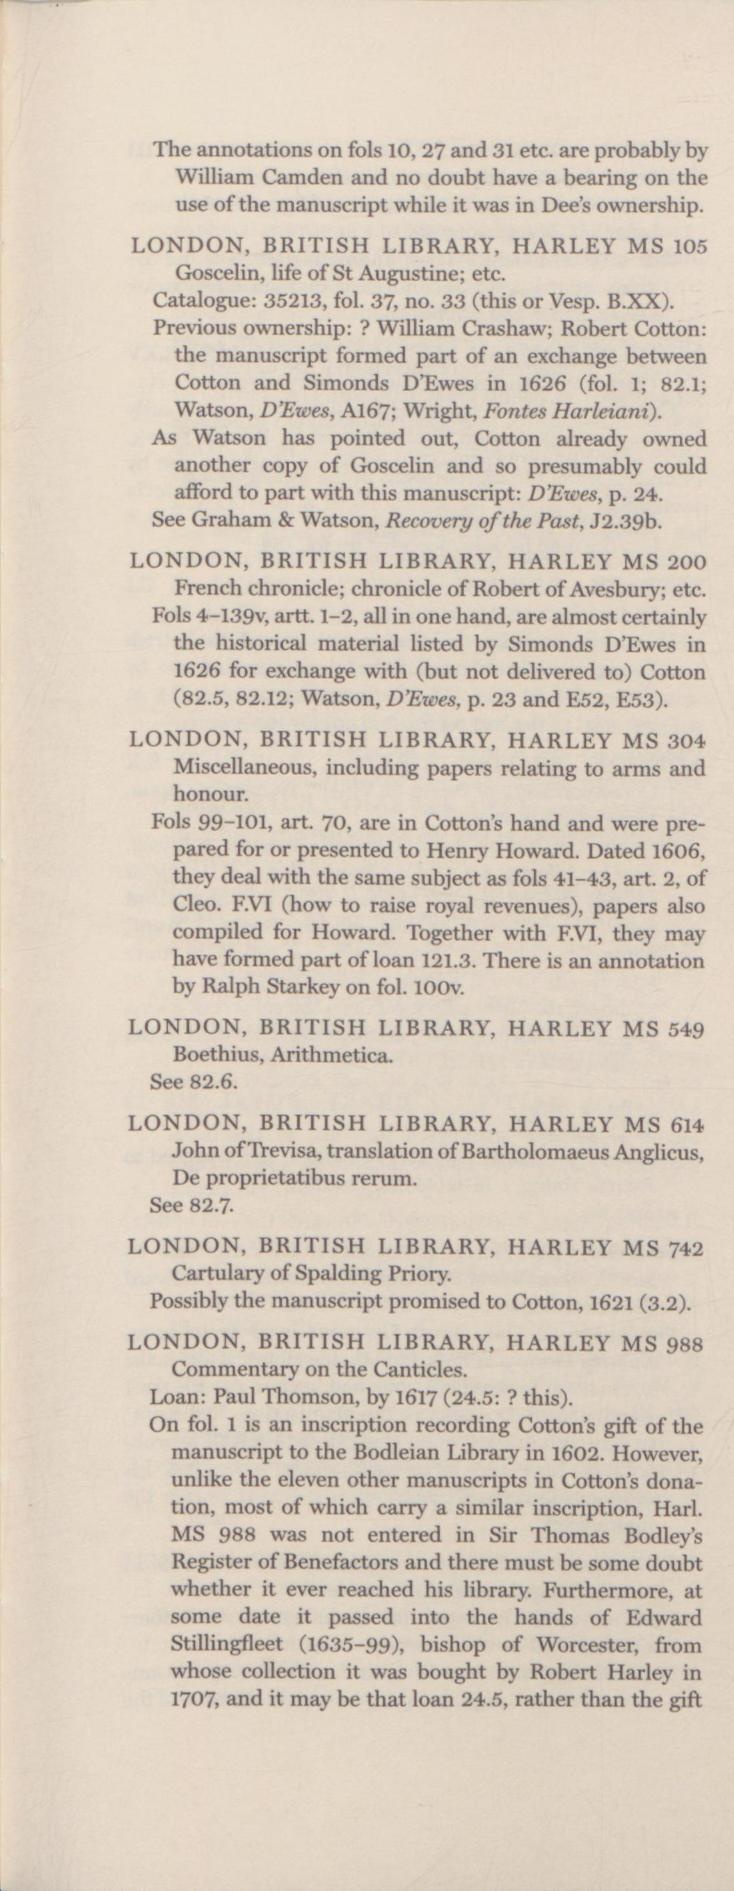 The annotations on fols 10, 27 and 31 etc. are probably by
William Camden and no doubt have a bearing on the
use of the manuscript while it was in Dee's ownership.
LONDON, BRITISH LIBRARY, HARLEY MS 105
Goscelin, life of St Augustine; etc.
Catalogue: 35213, fol. 37, no. 33 (this or Vesp. B.XX).
Previous ownership: ? William Crashaw; Robert Cotton:
the manuscript formed part of an exchange between
Cotton and Simonds D'Ewes in 1626 (fol. 1; 82.1;
Watson, D'Ewes, A167; Wright, Fontes Harleiani).
As Watson has pointed out, Cotton already owned
another copy of Goscelin and so presumably could
afford to part with this manuscript: D'Ewes, p. 24.
See Graham & Watson, Recovery of the Past, J2.39b.
LONDON, BRITISH LIBRARY, HARLEY MS 200
French chronicle; chronicle of Robert of Avesbury; etc.
Fols 4–139v, artt. 1–2, all in one hand, are almost certainly
the historical material listed by Simonds D'Ewes in
1626 for exchange with (but not delivered to) Cotton
(82.5, 82.12; Watson, D'Ewes, p. 23 and E52, E53).
LONDON, BRITISH LIBRARY, HARLEY MS 304
Miscellaneous, including papers relating to arms and
honour.
Fols 99–101, art. 70, are in Cotton's hand and were pre-
pared for or presented to Henry Howard. Dated 1606,
they deal with the same subject as fols 41–43, art. 2, of
Cleo. F.VI (how to raise royal revenues), papers also
compiled for Howard. Together with F.VI, they may
have formed part of loan 121.3. There is an annotation
by Ralph Starkey on fol. 100v.
LONDON, BRITISH LIBRARY, HARLEY MS 549
Boethius, Arithmetica.
See 82.6.
LONDON, BRITISH LIBRARY, HARLEY MS 614
John of Trevisa, translation of Bartholomaeus Anglicus,
De proprietatibus rerum.
See 82.7.
LONDON, BRITISH LIBRARY, HARLEY MS 742
Cartulary of Spalding Priory.
Possibly the manuscript promised to Cotton, 1621 (3.2).
LONDON, BRITISH LIBRARY, HARLEY MS 988
Commentary on the Canticles.
Loan: Paul Thomson, by 1617 (24.5: ? this).
On fol. 1 is an inscription recording Cotton's gift of the
manuscript to the Bodleian Library in 1602. However,
unlike the eleven other manuscripts in Cotton's dona-
tion, most of which carry a similar inscription, Harl.
MS 988 was not entered in Sir Thomas Bodley's
Register of Benefactors and there must be some doubt
whether it ever reached his library. Furthermore, at
some date it passed into the hands of Edward
Stillingfleet (1635–99), bishop of Worcester, from
whose collection it was bought by Robert Harley in
1707, and it may be that loan 24.5, rather than the gift